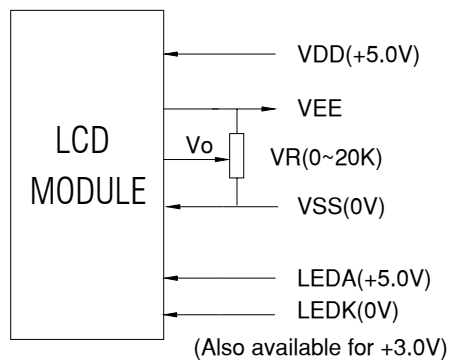 VDD(+5.0V)
VEE
LCD
MODULE
Vo
VR(0~20K)
VSS(0V)
LEDA(+5.0V)
LEDK(0V)
(Also available for +3.0V)